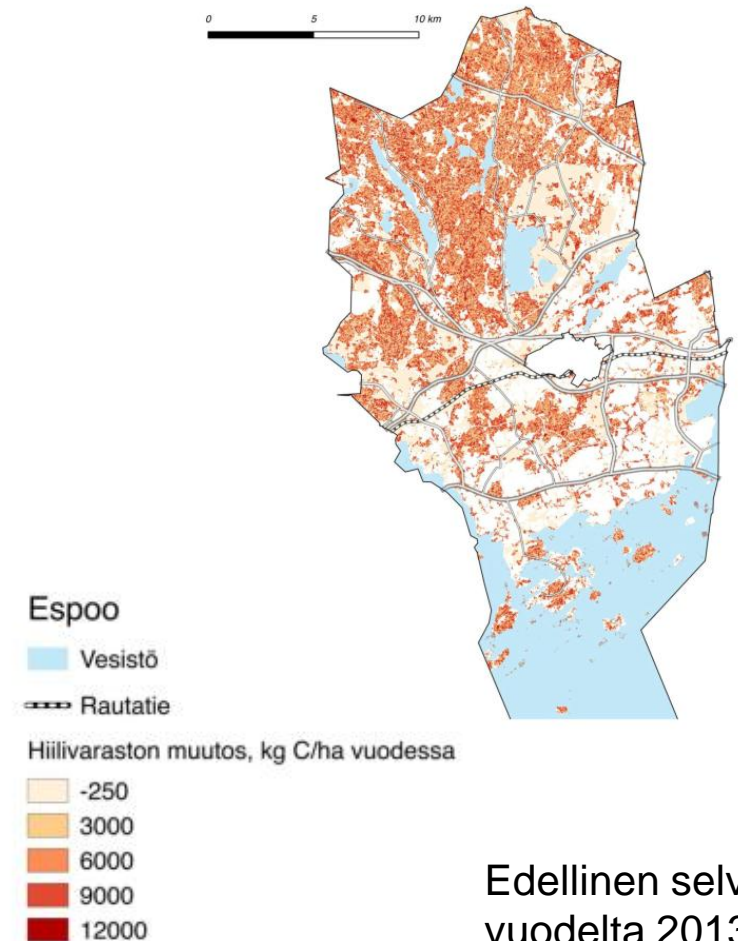 0 5 10 km
Espoo
Vesistö
Rautatie
Hiilivaraston muutos, kg C/ha vuodessa
-250
3000
6000
9000
12000
Edellinen selv
vuodelta 2013